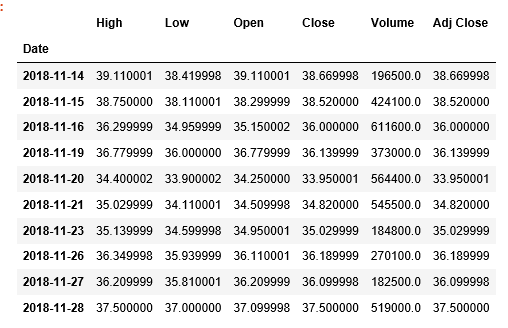 :
High Low Open Close Volume Adj Close
Date
2018-11-14 39.110001 38.419998 39.110001 38.669998 196500.0 38.669998
2018-11-15 38.750000 38.110001 38.299999 38.520000 424100.0 38.520000
2018-11-16 36.299999 34.959999 35.150002 36.000000 611600.0 36.000000
2018-11-19 36.779999 36.000000 36.779999 36.139999 373000.0 36.139999
2018-11-20 34.400002 33.900002 34.250000 33.950001 564400.0 33.950001
2018-11-21 35.029999 34.110001 34.509998 34.820000 545500.0 34.820000
2018-11-23 35.139999 34.599998 34.950001 35.029999 184800.0 35.029999
2018-11-26 36.349998 35.939999 36.110001 36.189999 270100.0 36.189999
2018-11-27 36.209999 35.810001 36.209999 36.099998 182500.0 36.099998
2018-11-28 37.500000 37.000000 37.099998 37.500000 519000.0 37.500000